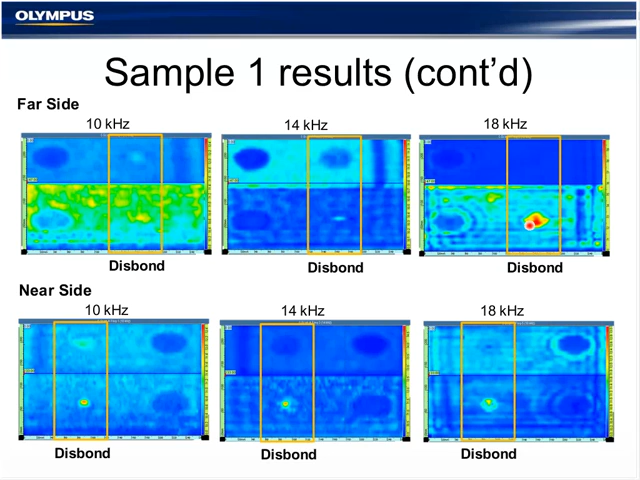 OLYMPUS
Sample 1 results (cont'd)
Far Side
10 kHz
14 kHz
18 kHz
Disbond
Disbond
Disbond
Near Side
10 kHz
14 kHz
18 kHz
Disbond
Disbond
Disbond